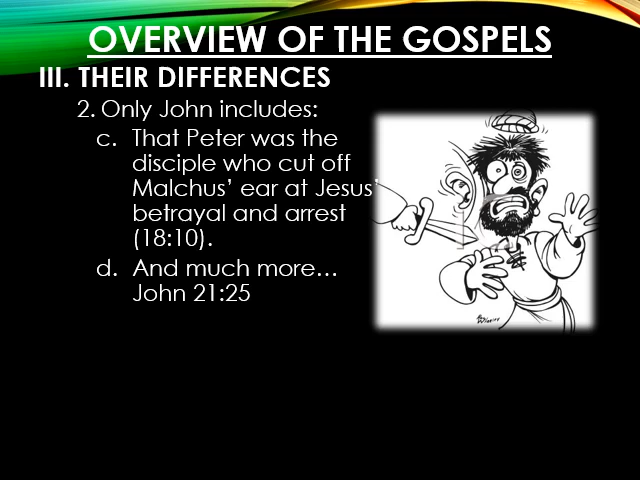 OVERVIEW OF THE GOSPELS
III. THEIR DIFFERENCES
2. Only John includes:
c. That Peter was the
disciple who cut off
Malchus’ ear at Jesus’
betrayal and arrest
(18:10).
d. And much more…
John 21:25